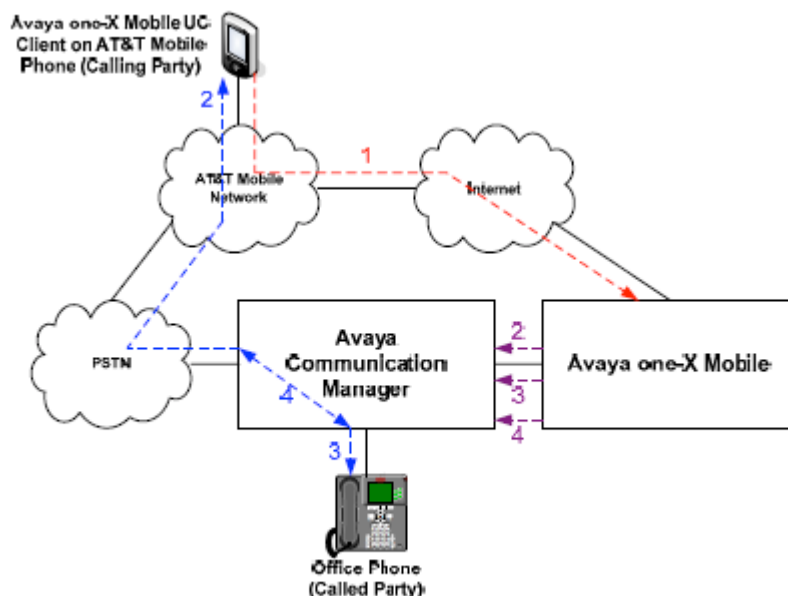 Avaya one-X Mobile UC
Client on AT&T Mobile
Phone (Calling Party)
2
1
AT&T Mobile
Network
Internet
PSTN
Avaya
Communication
Manager
2
3
4
Avaya one-X Mobile
4
3
Office Phone
(Called Party)